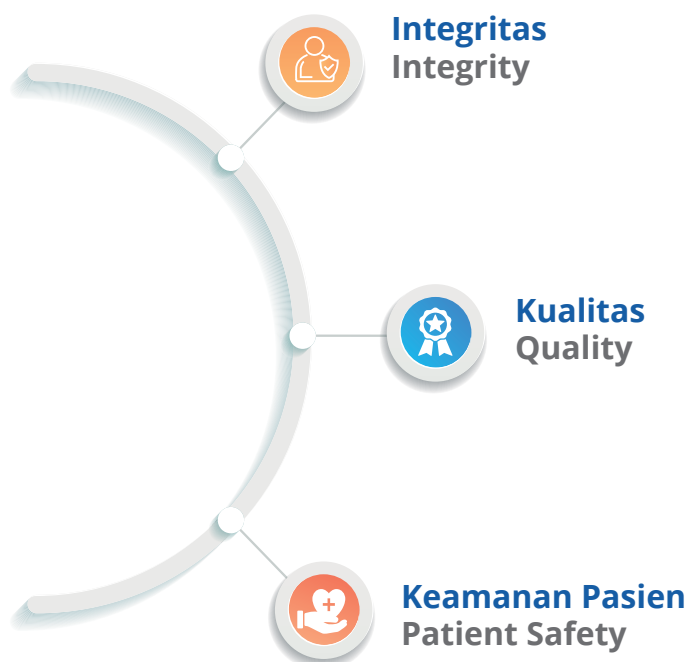 Integritas
Integrity
Kualitas
Quality
Keamanan Pasien
Patient Safety